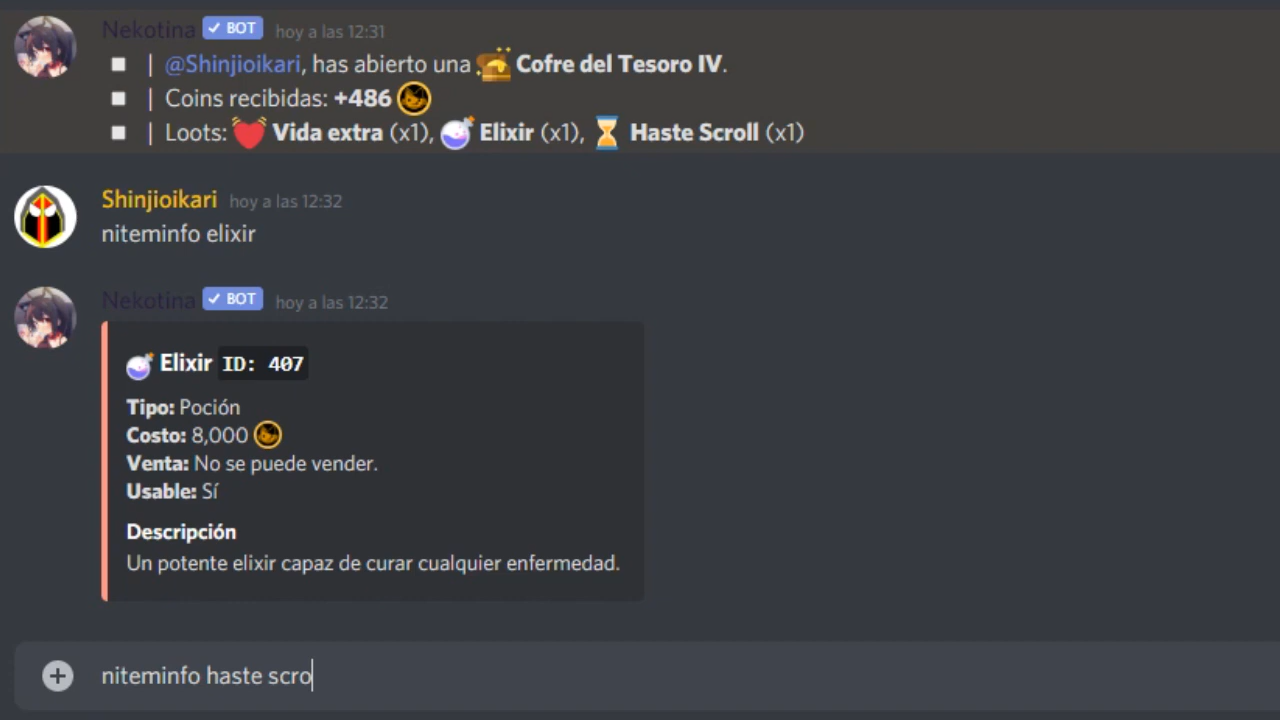 Nekotina ✓ BOT hoy a las 12:31
| @Shinjioikari, has abierto una Cofre del Tesoro IV.
| Coins recibidas: +486
| Loots: Vida extra (x1), Elixir (x1), Haste Scroll (x1)
Shinjioikari hoy a las 12:32
niteminfo elixir
Nekotina ✓ BOT hoy a las 12:32
Elixir ID: 407
Tipo: Poción
Costo: 8,000
Venta: No se puede vender.
Usable: Sí
Descripción
Un potente elixir capaz de curar cualquier enfermedad.
niteminfo haste scro